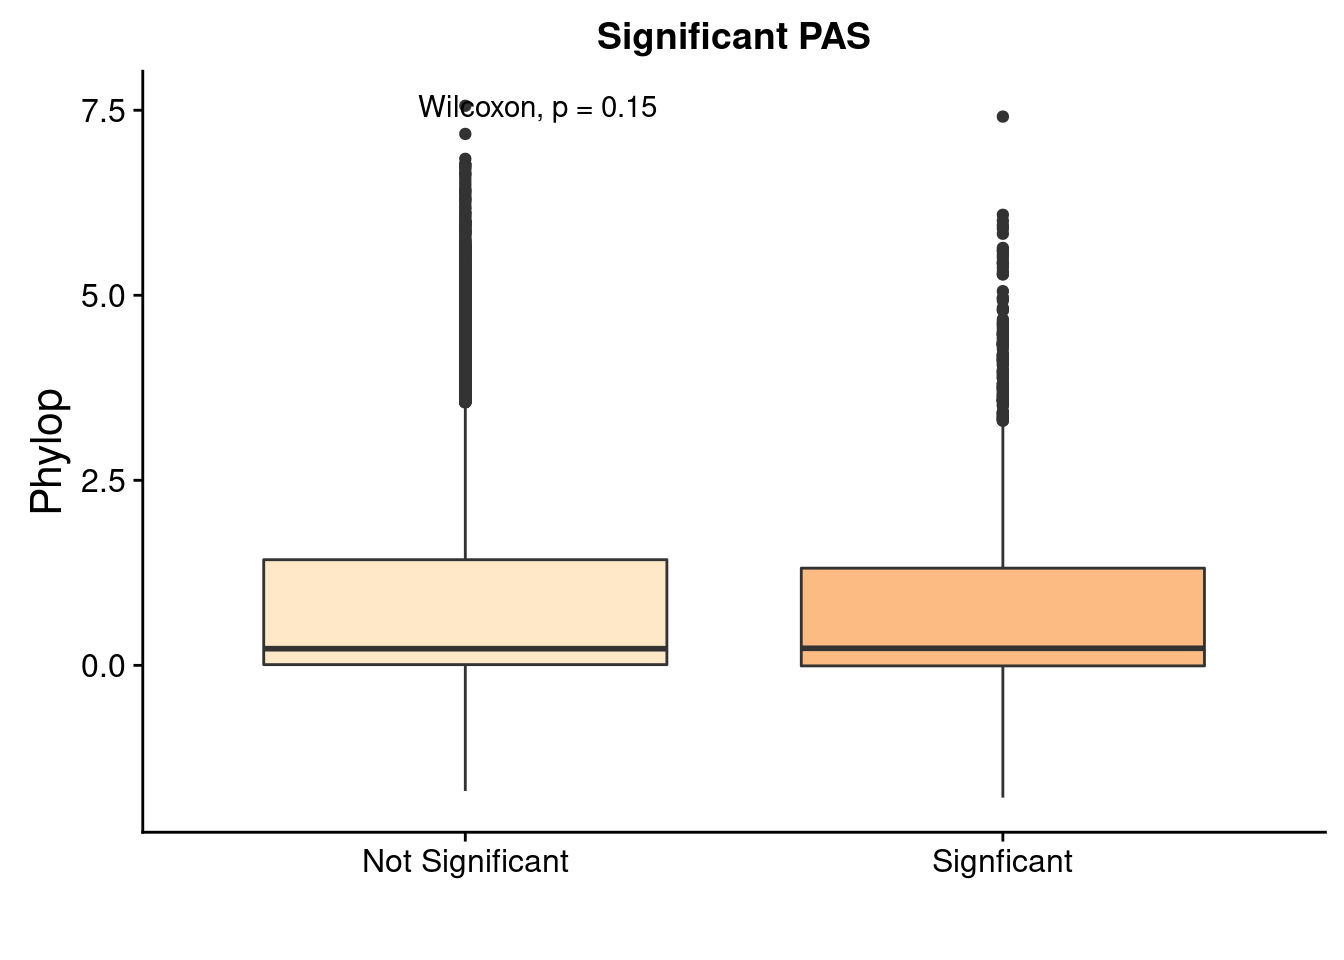 Significant PAS
Wilcoxon, p = 0.15
7.5
5.0
2.5
0.0
Phylop
Not Significant
Signficant